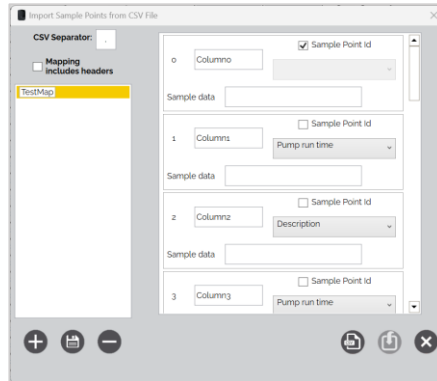 Import Sample Points from CSV File
CSV Separator: ,
Mapping
includes headers
TestMap
Sample Point Id
0 Column0
Sample data
Sample Point Id
1 Column1
Pump run time
Sample data
Sample Point Id
2 Column2
Description
Sample data
Sample Point Id
3 Column3
Pump run time